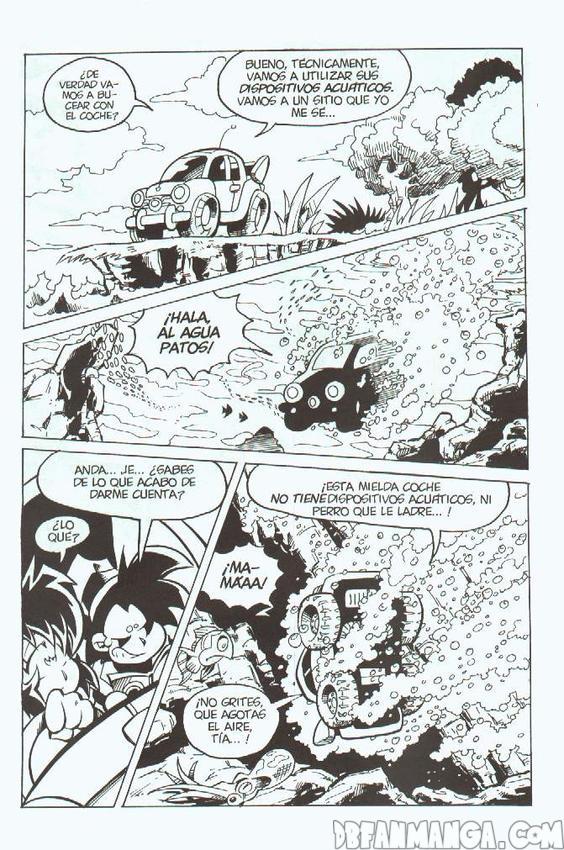 ¿DE
VERDAD VA-
MOS A BU-
CEAR CON
EL COCHE?
BUENO, TÉCNICAMENTE,
VAMOS A UTILIZAR SUS
DISPOSITIVOS ACUÁTICOS.
VAMOS A UN SITIO QUE YO
ME SÉ...
¡HALA,
AL AGUA
PATOS!
ANDA... JE... ¿SABES
DE LO QUE ACABO DE
DARME CUENTA?
¿LO
QUÉ?
¡ESTA MIELDA COCHE
NO TIENE DISPOSITIVOS ACUÁTICOS, NI
PERRO QUE LE LADRE...!
¡MA-
MÁAA!
¡NO GRITES,
QUE AGOTAS
EL AIRE,
TÍA...!
DBFANMANGA.COM